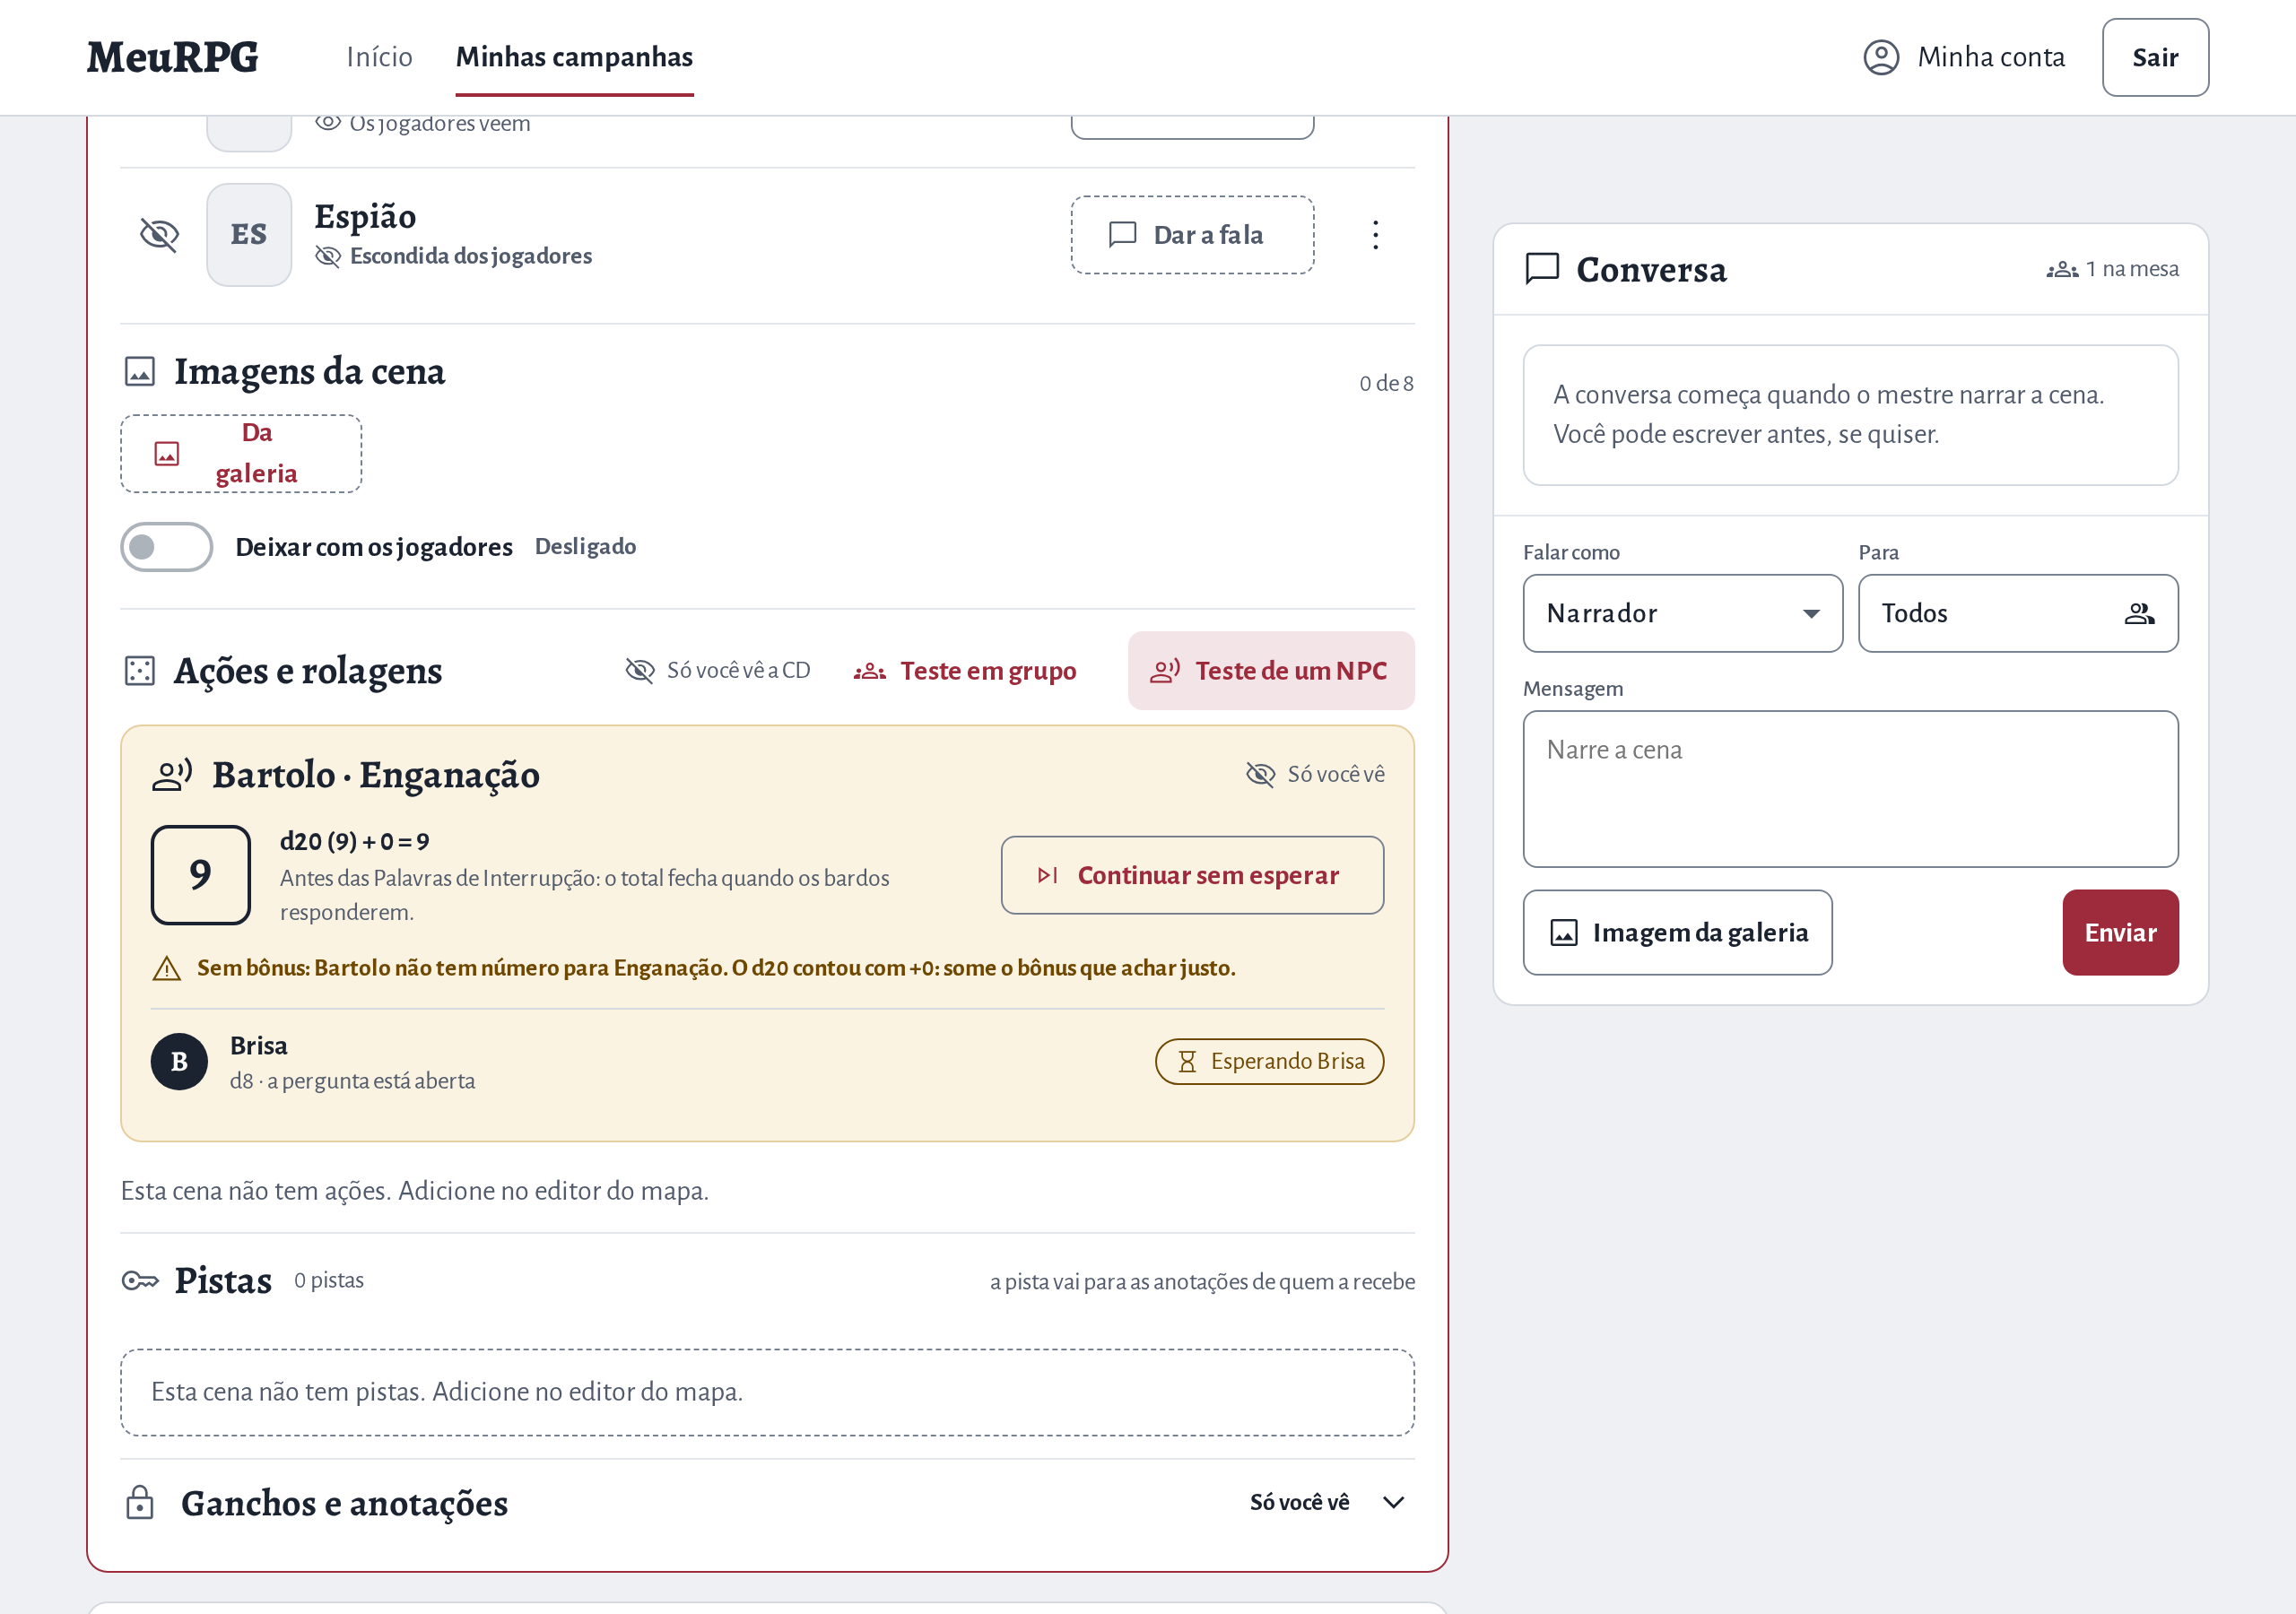 MeuRPG
Início
Minhas campanhas
Minha conta
Sair
Os jogadores veem
ES
Espião
Escondida dos jogadores
Dar a fala
Imagens da cena
0 de 8
Da
galeria
Deixar com os jogadores
Desligado
Ações e rolagens
Só você vê a CD
Teste em grupo
Teste de um NPC
Bartolo · Enganação
Só você vê
9
d20 (9) + 0 = 9
Antes das Palavras de Interrupção: o total fecha quando os bardos
responderem.
Continuar sem esperar
Sem bônus: Bartolo não tem número para Enganação. O d20 contou com +0: some o bônus que achar justo.
B
Brisa
d8 · a pergunta está aberta
Esperando Brisa
Esta cena não tem ações. Adicione no editor do mapa.
Pistas
0 pistas
a pista vai para as anotações de quem a recebe
Esta cena não tem pistas. Adicione no editor do mapa.
Ganchos e anotações
Só você vê
Conversa
1 na mesa
A conversa começa quando o mestre narrar a cena.
Você pode escrever antes, se quiser.
Falar como
Para
Narrador
Todos
Mensagem
Narre a cena
Imagem da galeria
Enviar